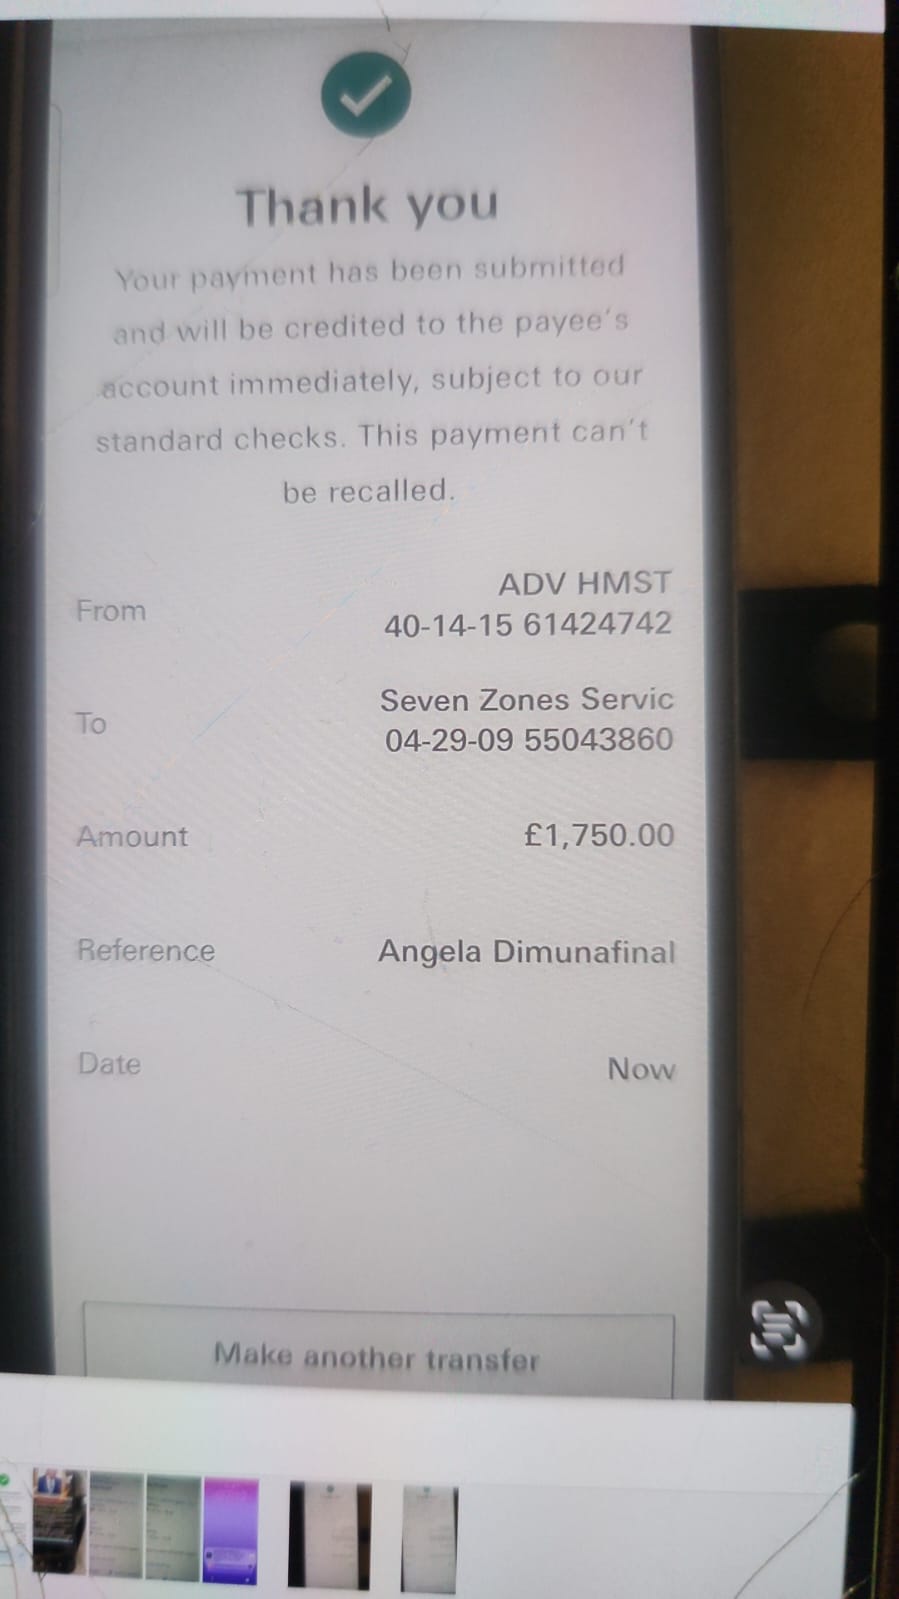 Thank you
Your payment has been submitted
and will be credited to the payee's
account immediately, subject to our
standard checks. This payment can't
be recalled.
From
ADV HMST
40-14-15 61424742
To
Seven Zones Servic
04-29-09 55043860
Amount
£1,750.00
Reference
Angela Dimunafinal
Date
Now
Make another transfer